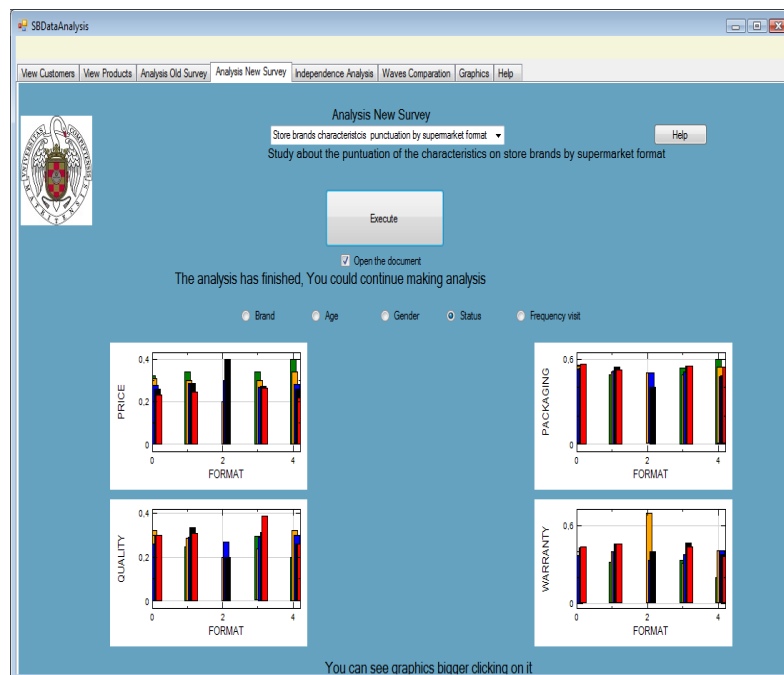 SBDataAnalysis
View Customers View Products Analysis Old Survey Analysis New Survey Independence Analysis Waves Comparation Graphics Help
Analysis New Survey
Store brands characteristcis punctuation by supermarket format
Help
Study about the puntuation of the characteristics on store brands by supermarket format
Execute
Open the document
The analysis has finished, You could continue making analysis
Brand Age Gender Status Frequency visit
PRICE
0,4
0,2
0
0 2 4
FORMAT
PACKAGING
0,6
0
0 2 4
FORMAT
QUALITY
0,4
0,2
0
0 2 4
FORMAT
WARRANTY
0,6
0
0 2 4
FORMAT
You can see graphics bigger clicking on it